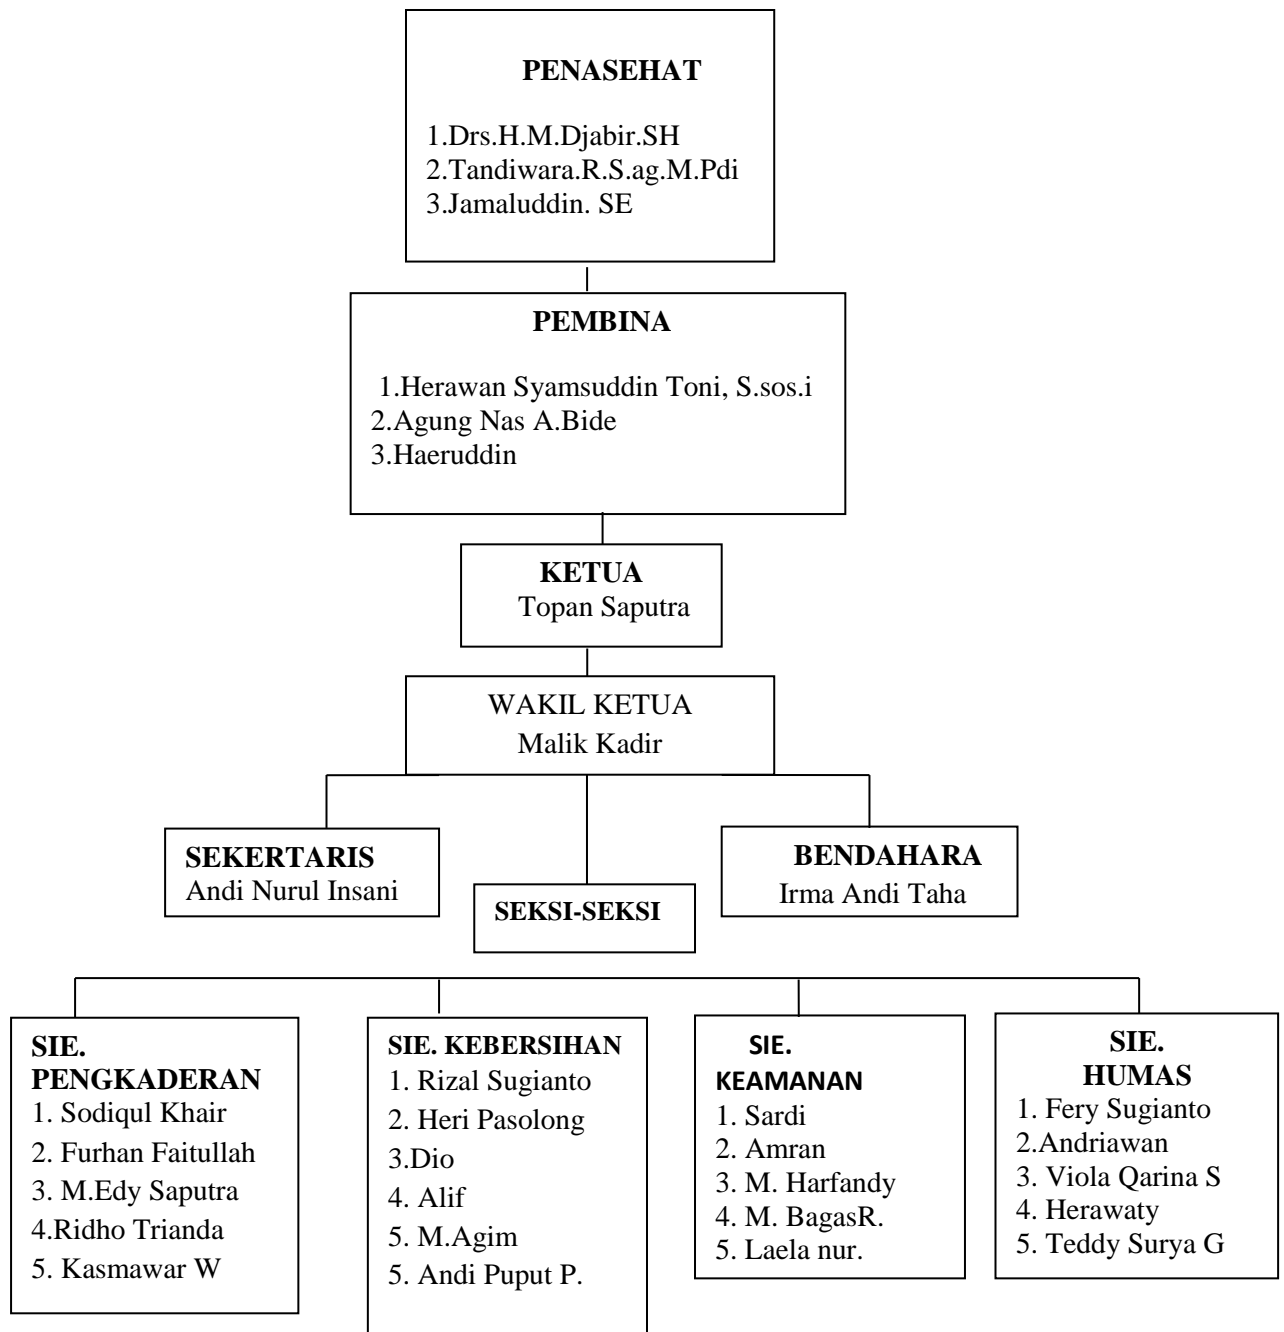 PENASEHAT
1.Drs.H.M.Djabir.SH
2.Tandiwara.R.S.ag.M.Pdi
3.Jamaluddin. SE
PEMBINA
1.Herawan Syamsuddin Toni, S.sos.i
2.Agung Nas A.Bide
3.Haeruddin
KETUA
Topan Saputra
WAKIL KETUA
Malik Kadir
SEKERTARIS
Andi Nurul Insani
SEKSI-SEKSI
BENDAHARA
Irma Andi Taha
SIE.
PENGKADERAN
1. Sodiqul Khair
2. Furhan Faitullah
3. M.Edy Saputra
4.Ridho Trianda
5. Kasmawar W
SIE. KEBERSIHAN
1. Rizal Sugianto
2. Heri Pasolong
3.Dio
4. Alif
5. M.Agim
5. Andi Puput P.
SIE.
KEAMANAN
1. Sardi
2. Amran
3. M. Harfandy
4. M. BagasR.
5. Laela nur.
SIE.
HUMAS
1. Fery Sugianto
2.Andriawan
3. Viola Qarina S
4. Herawaty
5. Teddy Surya G